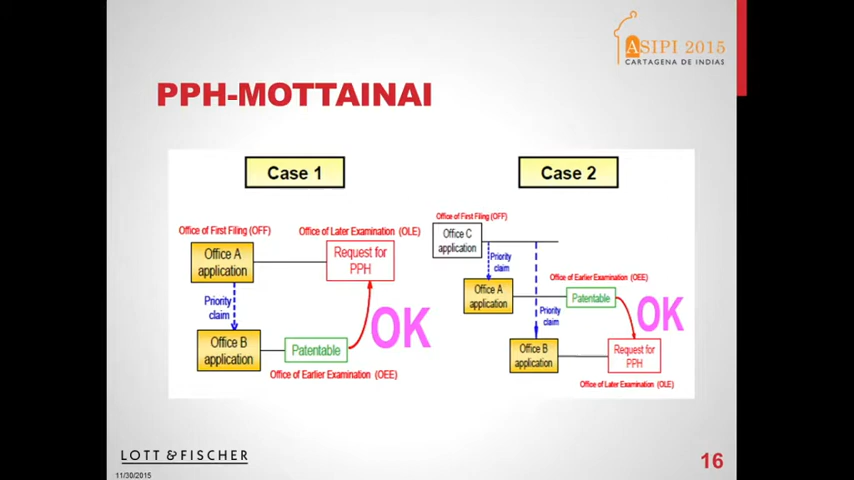 ASIPI 2015
CARTAGENA DE INDIAS
PPH-MOTTAINAI
Case 1
Office of First Filing (OFF)
Office of Later Examination (OLE)
Office A
application
Request for
PPH
Priority
claim
OK
Office B
application
Patentable
Office of Earlier Examination (OEE)
Case 2
Office of First Filing (OFF)
Office C
application
Priority
claim
Office of Earlier Examination (OEE)
Office A
application
Patentable
OK
Priority
claim
Office B
application
Request for
PPH
Office of Later Examination (OLE)
LOTT & FISCHER
11/30/2015
16